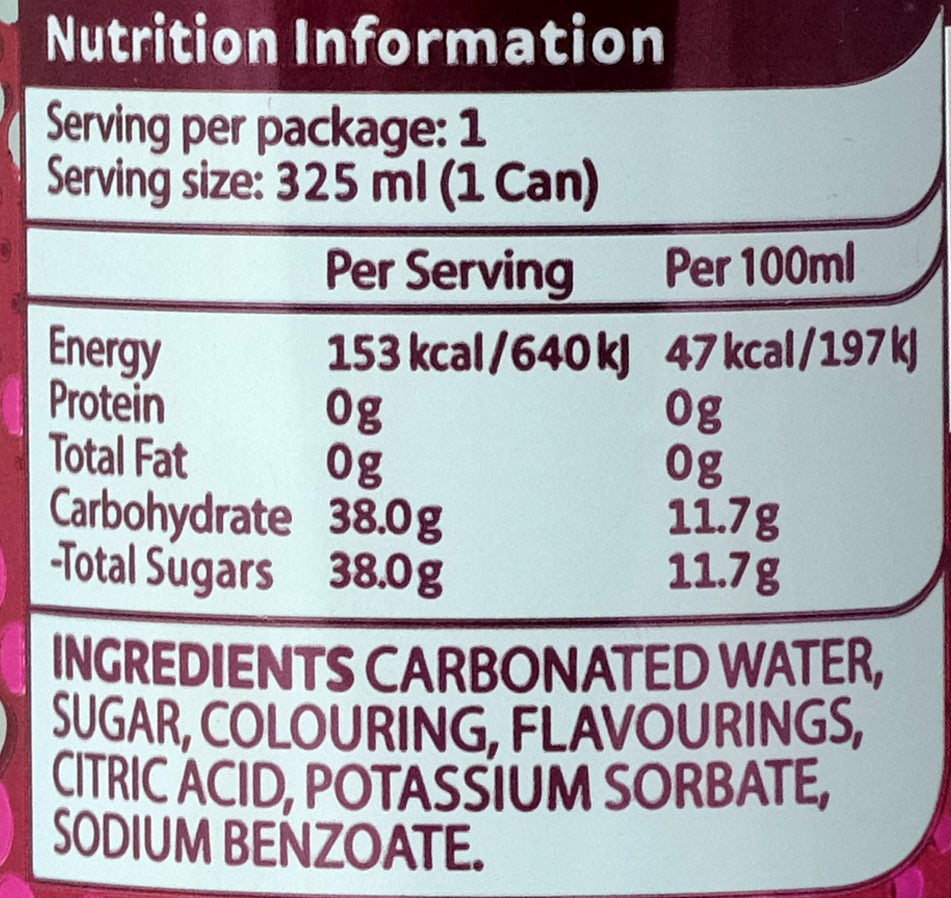 Nutrition Information
Serving per package: 1
Serving size: 325 ml (1 Can)
Per Serving Per 100ml
Energy 153 kcal/640 kJ 47 kcal/197 kJ
Protein 0g 0g
Total Fat 0g 0g
Carbohydrate 38.0g 11.7g
-Total Sugars 38.0g 11.7g
INGREDIENTS CARBONATED WATER,
SUGAR, COLOURING, FLAVOURINGS,
CITRIC ACID, POTASSIUM SORBATE,
SODIUM BENZOATE.